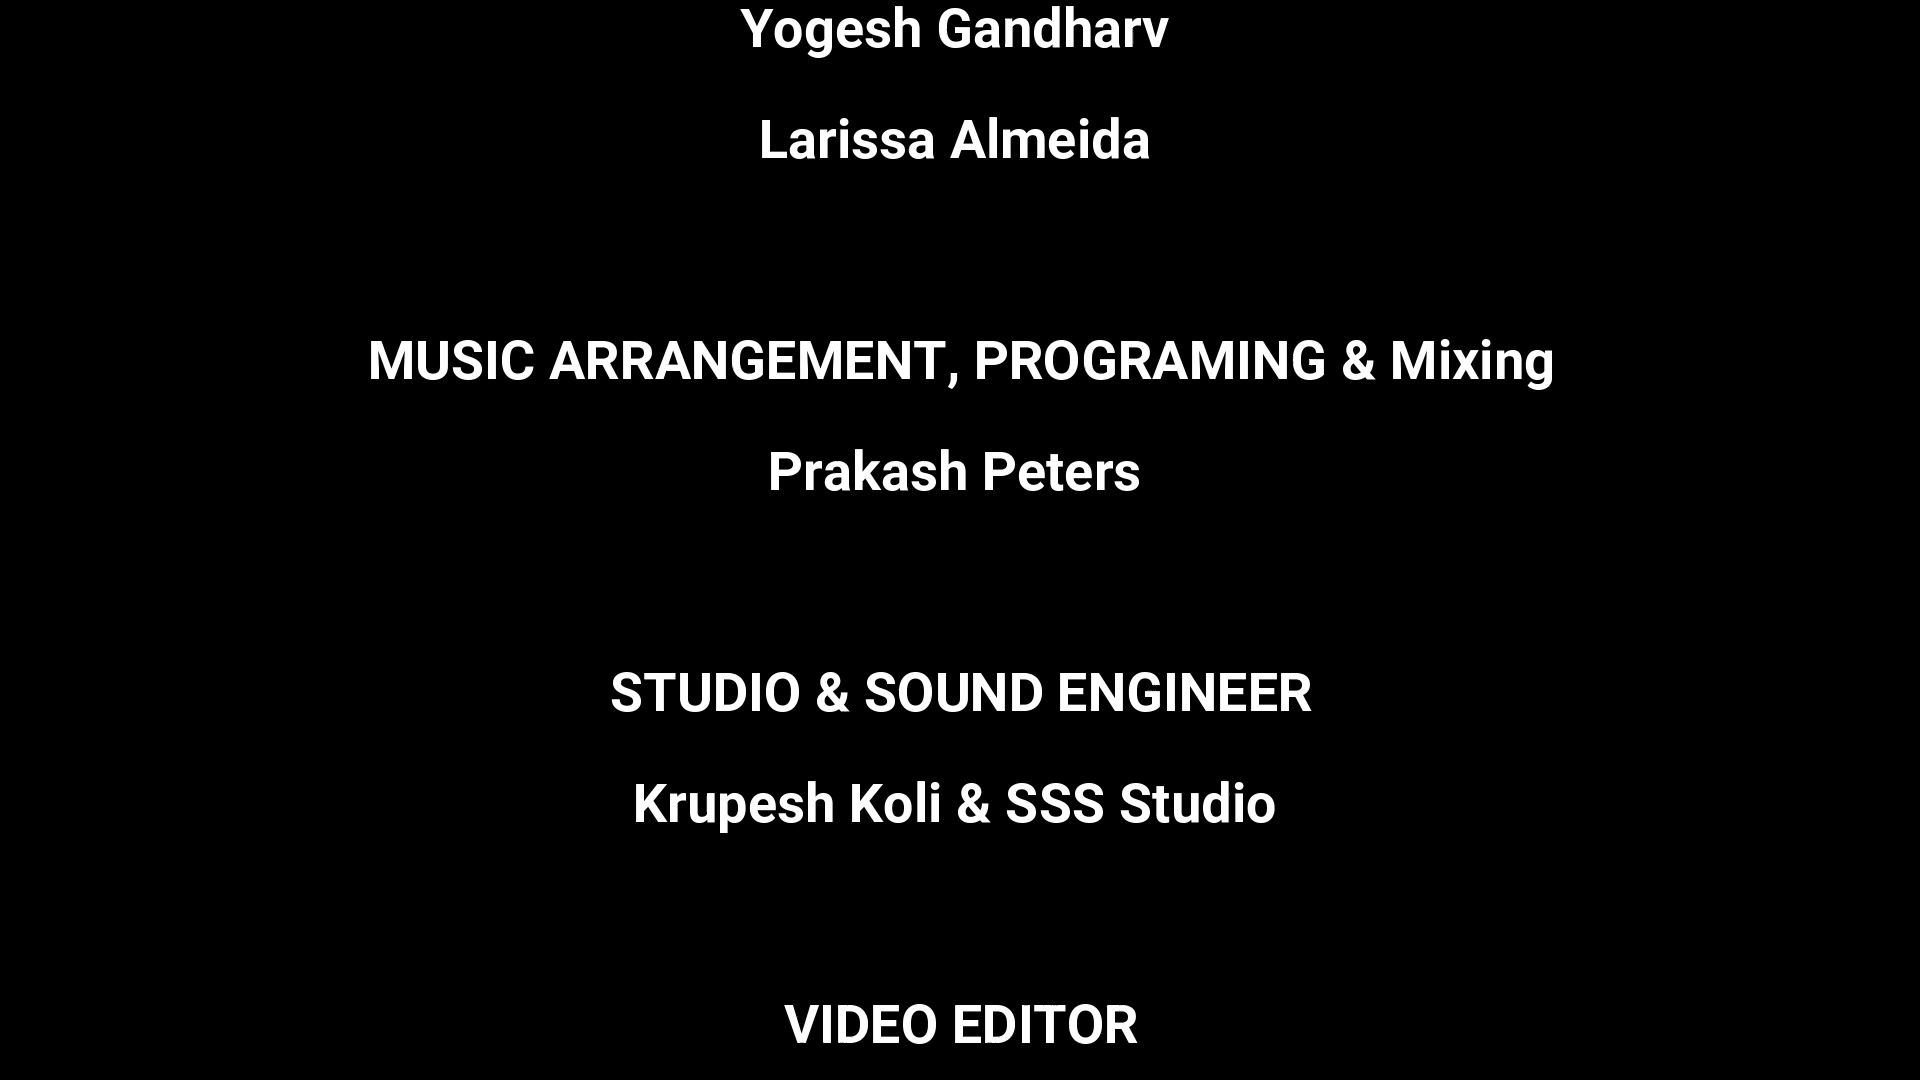 Yogesh Gandharv
Larissa Almeida
MUSIC ARRANGEMENT, PROGRAMING & Mixing
Prakash Peters
STUDIO & SOUND ENGINEER
Krupesh Koli & SSS Studio
VIDEO EDITOR